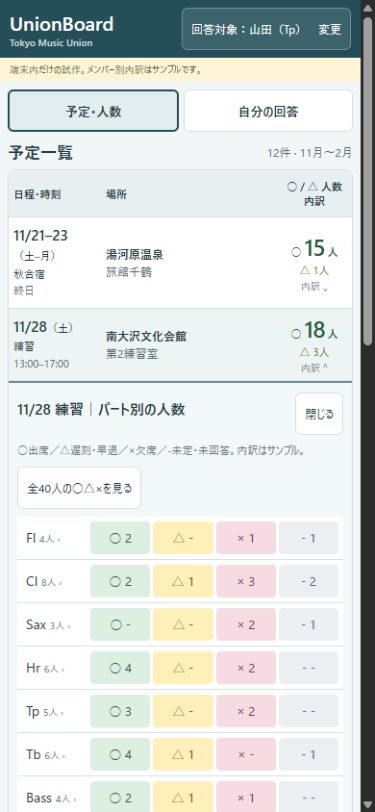 UnionBoard
Tokyo Music Union
回答対象：山田（Tp） 変更
端末内だけの試作。メンバー別内訳はサンプルです。
予定・人数 自分の回答
予定一覧 12件・11月〜2月
日程・時刻 場所 ○ / △ 人数
内訳
11/21–23
（土–月）
秋合宿
終日
湯河原温泉
旅館千鶴
○ 15 人
△ 1人
内訳 ⌄
11/28（土）
練習
13:00–17:00
南大沢文化会館
第2練習室
○ 18 人
△ 3人
内訳 ^
11/28 練習｜パート別の人数 閉じる
○出席／△遅刻・早退／×欠席／-未定・未回答。内訳はサンプル。
全40人の○△×を見る
Fl 4人 › ○ 2 △ - × 1 - 1
Cl 8人 › ○ 2 △ 1 × 3 - 2
Sax 3人 › ○ - △ - × 2 - 1
Hr 6人 › ○ 4 △ - × 2 - -
Tp 5人 › ○ 3 △ - × 2 - -
Tb 6人 › ○ 4 △ 1 × - - 1
Bass 4人 › ○ 2 △ 1 × 1 - -